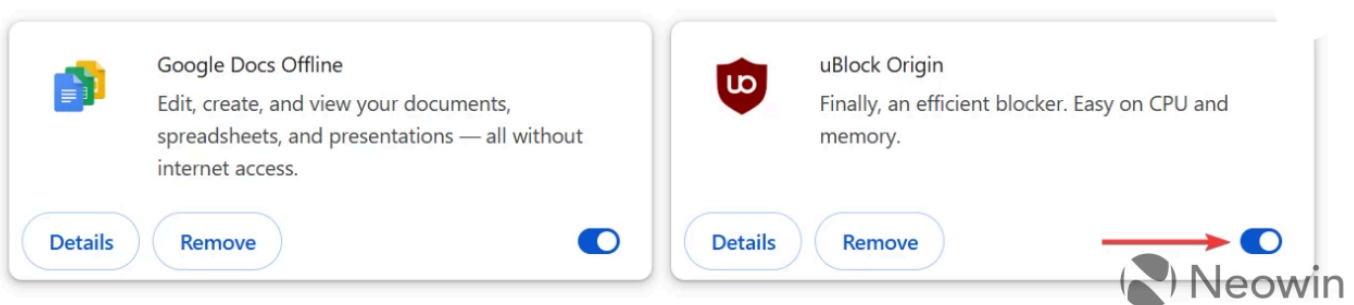 Google Docs Offline
Edit, create, and view your documents,
spreadsheets, and presentations — all without
internet access.
Details
Remove
uBlock Origin
Finally, an efficient blocker. Easy on CPU and
memory.
Details
Remove
Neowin